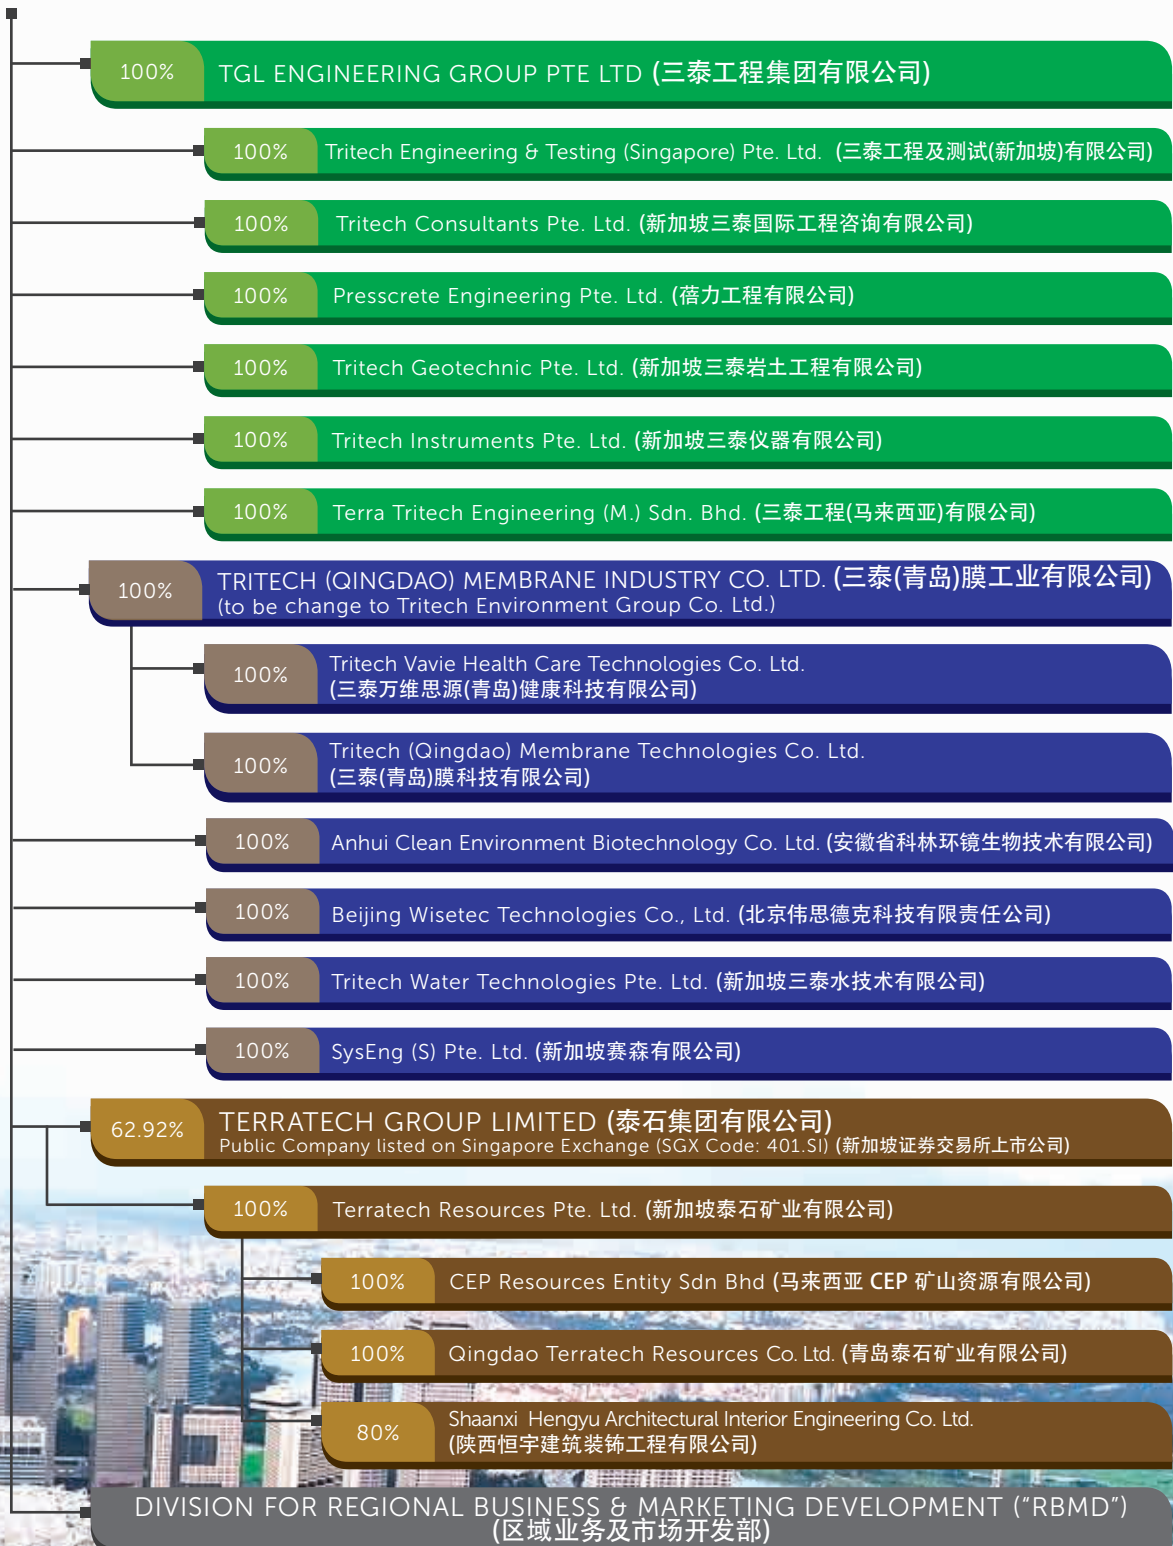 100% TGL ENGINEERING GROUP PTE LTD (三泰工程集团有限公司)
100% Tritech Engineering & Testing (Singapore) Pte. Ltd. (三泰工程及测试(新加坡)有限公司)
100% Tritech Consultants Pte. Ltd. (新加坡三泰国际工程咨询有限公司)
100% Presscrete Engineering Pte. Ltd. (蓓力工程有限公司)
100% Tritech Geotechnic Pte. Ltd. (新加坡三泰岩土工程有限公司)
100% Tritech Instruments Pte. Ltd. (新加坡三泰仪器有限公司)
100% Terra Tritech Engineering (M.) Sdn. Bhd. (三泰工程(马来西亚)有限公司)
100% TRITECH (QINGDAO) MEMBRANE INDUSTRY CO. LTD. (三泰(青岛)膜工业有限公司)
(to be change to Tritech Environment Group Co. Ltd.)
100% Tritech Vavie Health Care Technologies Co. Ltd.
(三泰万维思源(青岛)健康科技有限公司)
100% Tritech (Qingdao) Membrane Technologies Co. Ltd.
(三泰(青岛)膜科技有限公司)
100% Anhui Clean Environment Biotechnology Co. Ltd. (安徽省科林环镜生物技术有限公司)
100% Beijing Wisetec Technologies Co., Ltd. (北京伟思德克科技有限责任公司)
100% Tritech Water Technologies Pte. Ltd. (新加坡三泰水技术有限公司)
100% SysEng (S) Pte. Ltd. (新加坡赛森有限公司)
62.92% TERRATECH GROUP LIMITED (泰石集团有限公司)
Public Company listed on Singapore Exchange (SGX Code: 401.SI) (新加坡证券交易所上市公司)
100% Terratech Resources Pte. Ltd. (新加坡泰石矿业有限公司)
100% CEP Resources Entity Sdn Bhd (马来西亚 CEP 矿山资源有限公司)
100% Qingdao Terratech Resources Co. Ltd. (青岛泰石矿业有限公司)
80% Shaanxi Hengyu Architectural Interior Engineering Co. Ltd.
(陕西恒宇建筑装饰工程有限公司)
DIVISION FOR REGIONAL BUSINESS & MARKETING DEVELOPMENT (“RBMD”)
(区域业务及市场开发部)